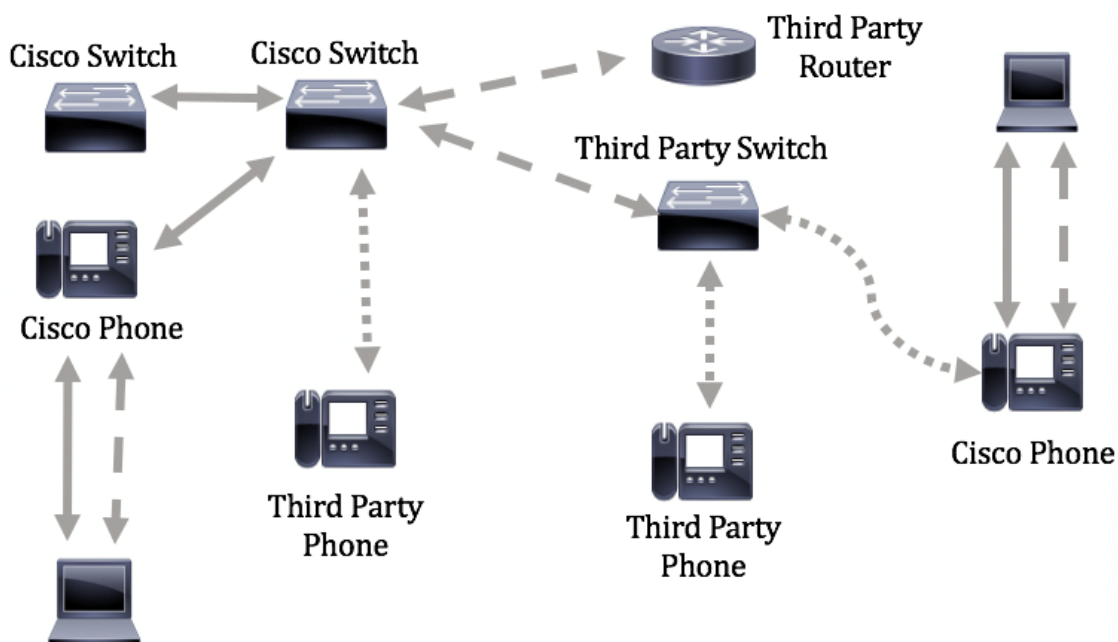 Cisco Switch
Cisco Switch
Third Party
Router
Third Party Switch
Cisco Phone
Cisco Phone
Third Party
Phone
Third Party
Phone